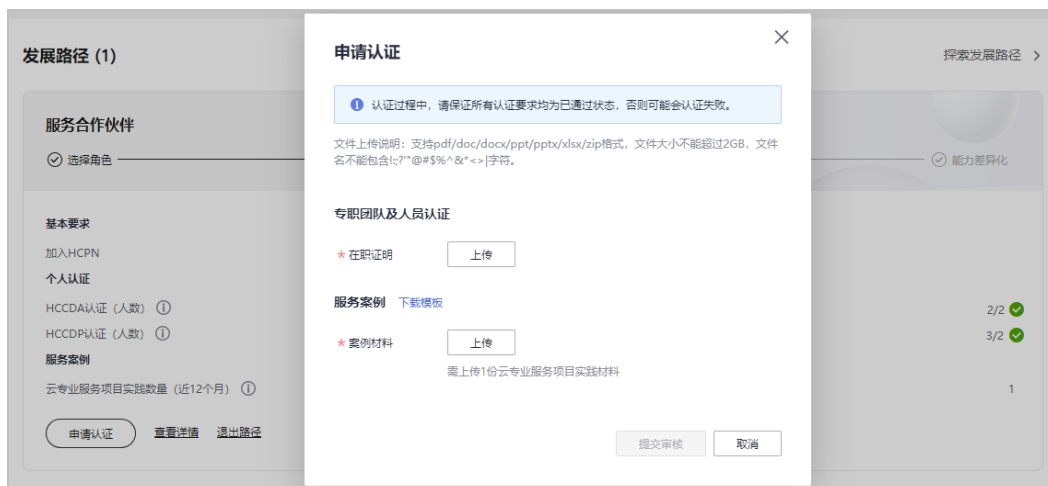 发展路径 (1)
探索发展路径 >
服务合作伙伴
选择角色
能力差异化
基本要求
加入HCPN
个人认证
HCCDA认证（人数）
2/2
HCCDP认证（人数）
3/2
服务案例
云专业服务项目实践数量（近12个月）
1
申请认证 查看详情 退出路径
申请认证
认证过程中，请保证所有认证要求均为已通过状态，否则可能会认证失败。
文件上传说明：支持pdf/doc/docx/ppt/pptx/xlsx/zip格式，文件大小不能超过2GB，文件
名不能包含!:;?'"@#$%^&*<>|字符。
专职团队及人员认证
* 在职证明 上传
服务案例 下载模板
* 案例材料 上传
需上传1份云专业服务项目实践材料
提交审核 取消